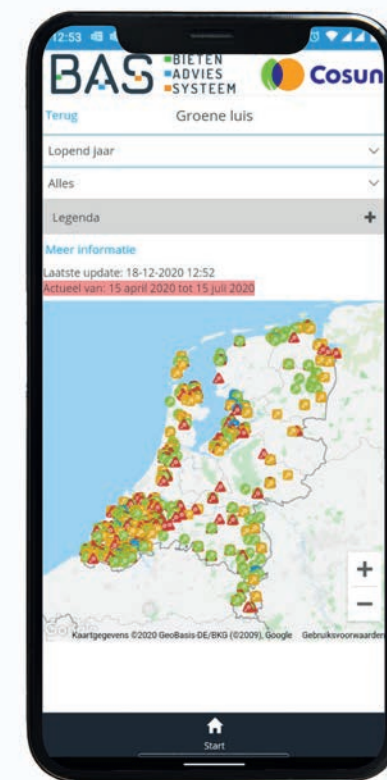 12:53
BAS
BIETEN
ADVIES
SYSTEEM
Cosun
Terug
Groene luis
Lopend jaar
Alles
Legenda +
Meer informatie
Laatste update: 18-12-2020 12:52
Actueel van: 15 april 2020 tot 15 juli 2020
+
−
Kaartgegevens ©2020 GeoBasis-DE/BKG (©2009), Google Gebruiksvoorwaarden
Start